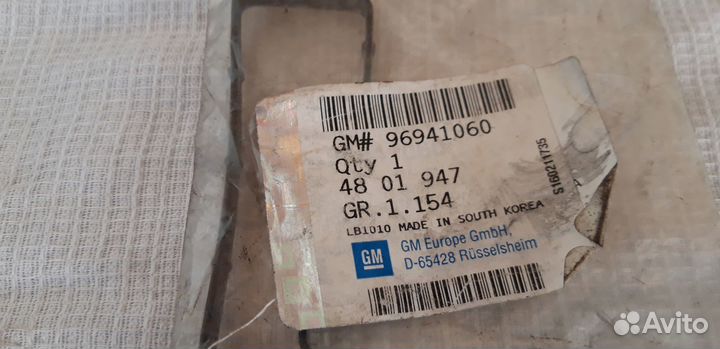 GM# 96941060
Qty 1
48 01 947
GR.1.154
LB1010 MADE IN SOUTH KOREA
GM
GM Europe GmbH,
D-65428 Rüsselsheim
S160211735
Avito